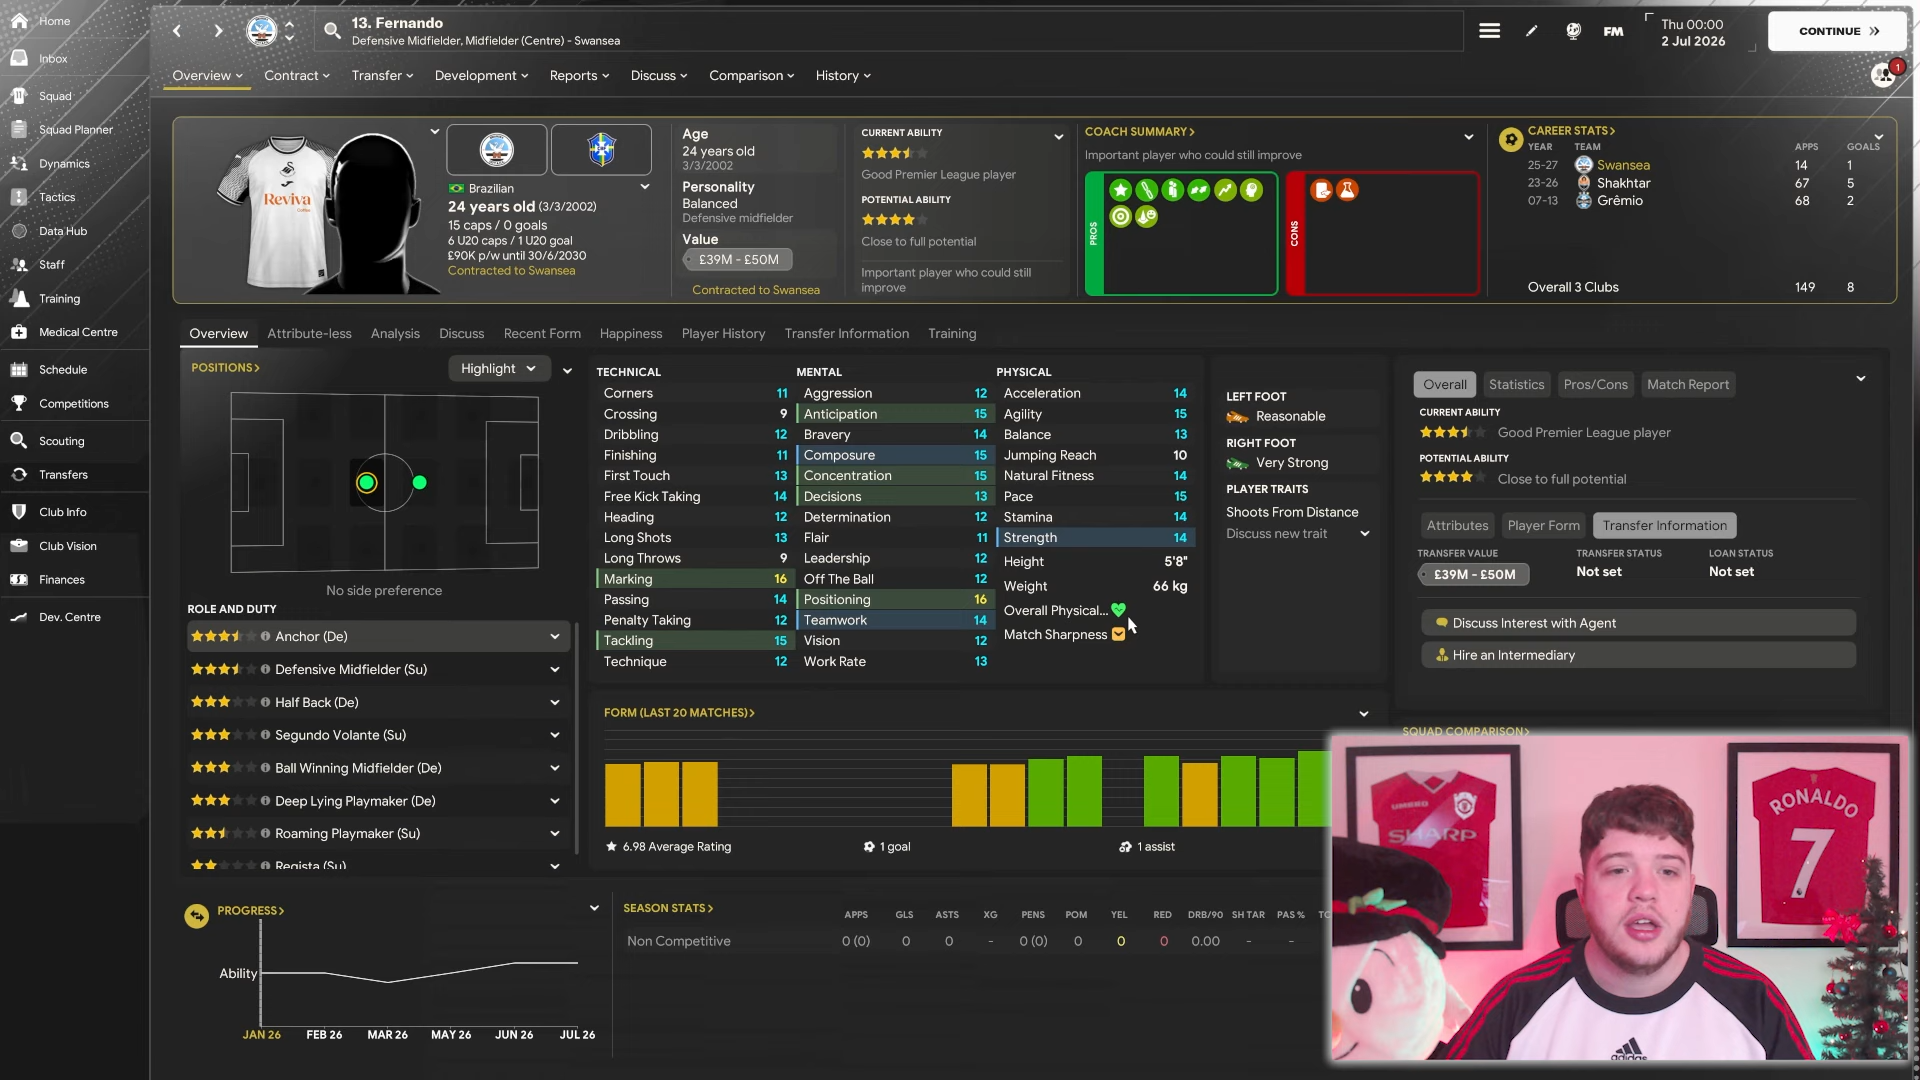 Home
Inbox
Squad
Squad Planner
Dynamics
Tactics
Data Hub
Staff
Training
Medical Centre
Schedule
Competitions
Scouting
Transfers
Club Info
Club Vision
Finances
Dev. Centre
13. Fernando
Defensive Midfielder, Midfielder (Centre) - Swansea
FM
Thu 00:00
2 Jul 2026
CONTINUE
1
Overview Contract Transfer Development Reports Discuss Comparison History
Reviva
Coffee
Brazilian
24 years old (3/3/2002)
15 caps / 0 goals
6 U20 caps / 1 U20 goal
£90K p/w until 30/6/2030
Contracted to Swansea
Age
24 years old
3/3/2002
Personality
Balanced
Defensive midfielder
Value
£39M - £50M
Contracted to Swansea
CURRENT ABILITY
Good Premier League player
POTENTIAL ABILITY
Close to full potential
Important player who could still
improve
COACH SUMMARY
Important player who could still improve
PROS
CONS
CAREER STATS
YEAR TEAM APPS GOALS
25-27 Swansea 14 1
23-26 Shakhtar 67 5
07-13 Grêmio 68 2
Overall 3 Clubs 149 8
Overview Attribute-less Analysis Discuss Recent Form Happiness Player History Transfer Information Training
POSITIONS
Highlight
No side preference
ROLE AND DUTY
Anchor (De)
Defensive Midfielder (Su)
Half Back (De)
Segundo Volante (Su)
Ball Winning Midfielder (De)
Deep Lying Playmaker (De)
Roaming Playmaker (Su)
Regista (Su)
TECHNICAL
Corners 11
Crossing 9
Dribbling 12
Finishing 11
First Touch 13
Free Kick Taking 14
Heading 12
Long Shots 13
Long Throws 9
Marking 16
Passing 14
Penalty Taking 12
Tackling 15
Technique 12
MENTAL
Aggression 12
Anticipation 15
Bravery 14
Composure 15
Concentration 15
Decisions 13
Determination 12
Flair 11
Leadership 12
Off The Ball 12
Positioning 16
Teamwork 14
Vision 12
Work Rate 13
PHYSICAL
Acceleration 14
Agility 15
Balance 13
Jumping Reach 10
Natural Fitness 14
Pace 15
Stamina 14
Strength 14
Height 5'8"
Weight 66 kg
Overall Physical...
Match Sharpness
LEFT FOOT
Reasonable
RIGHT FOOT
Very Strong
PLAYER TRAITS
Shoots From Distance
Discuss new trait
Overall Statistics Pros/Cons Match Report
CURRENT ABILITY
Good Premier League player
POTENTIAL ABILITY
Close to full potential
Attributes Player Form Transfer Information
TRANSFER VALUE TRANSFER STATUS LOAN STATUS
£39M - £50M Not set Not set
Discuss Interest with Agent
Hire an Intermediary
FORM (LAST 20 MATCHES)
6.98 Average Rating 1 goal 1 assist
SQUAD COMPARISON
PROGRESS
Ability
JAN 26 FEB 26 MAR 26 MAY 26 JUN 26 JUL 26
SEASON STATS
APPS GLS ASTS XG PENS POM YEL RED DRB/90 SH TAR PAS %
Non Competitive 0 (0) 0 0 - 0 (0) 0 0 0 0.00 - -
UMBRO
SHARP
RONALDO
7
adidas